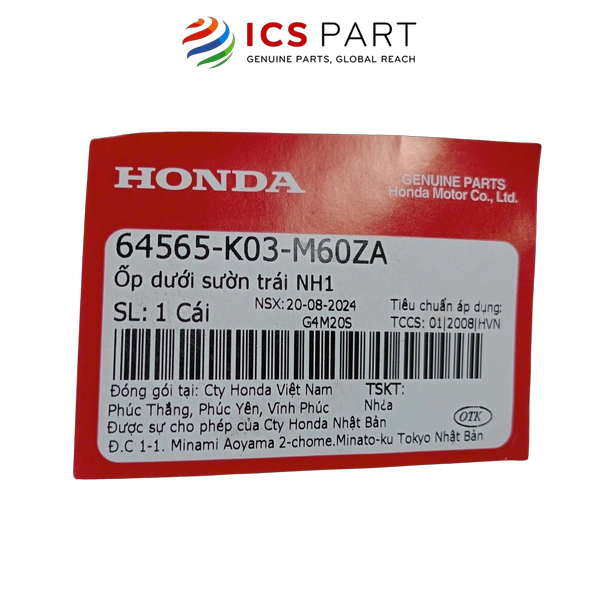 ICS PART
GENUINE PARTS, GLOBAL REACH
HONDA
GENUINE PARTS
Honda Motor Co., Ltd.
64565-K03-M60ZA
Ốp dưới sườn trái NH1
SL: 1 Cái
NSX: 20-08-2024
G4M20S
Tiêu chuẩn áp dụng:
TCCS: 01|2008|HVN
Đóng gói tại: Cty Honda Việt Nam
TSKT:
Phúc Thắng, Phúc Yên, Vĩnh Phúc
Nhựa
Được sự cho phép của Cty Honda Nhật Bản
OTK
Đ.C 1-1. Minami Aoyama 2-chome.Minato-ku Tokyo Nhật Bản